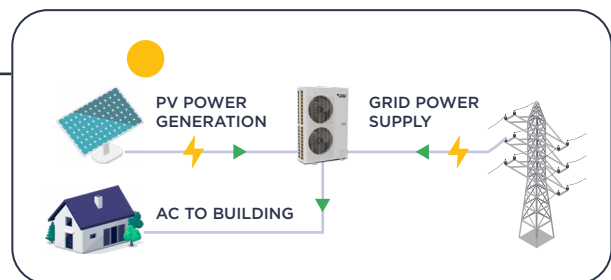 PV POWER
GENERATION
GRID POWER
SUPPLY
AC TO BUILDING